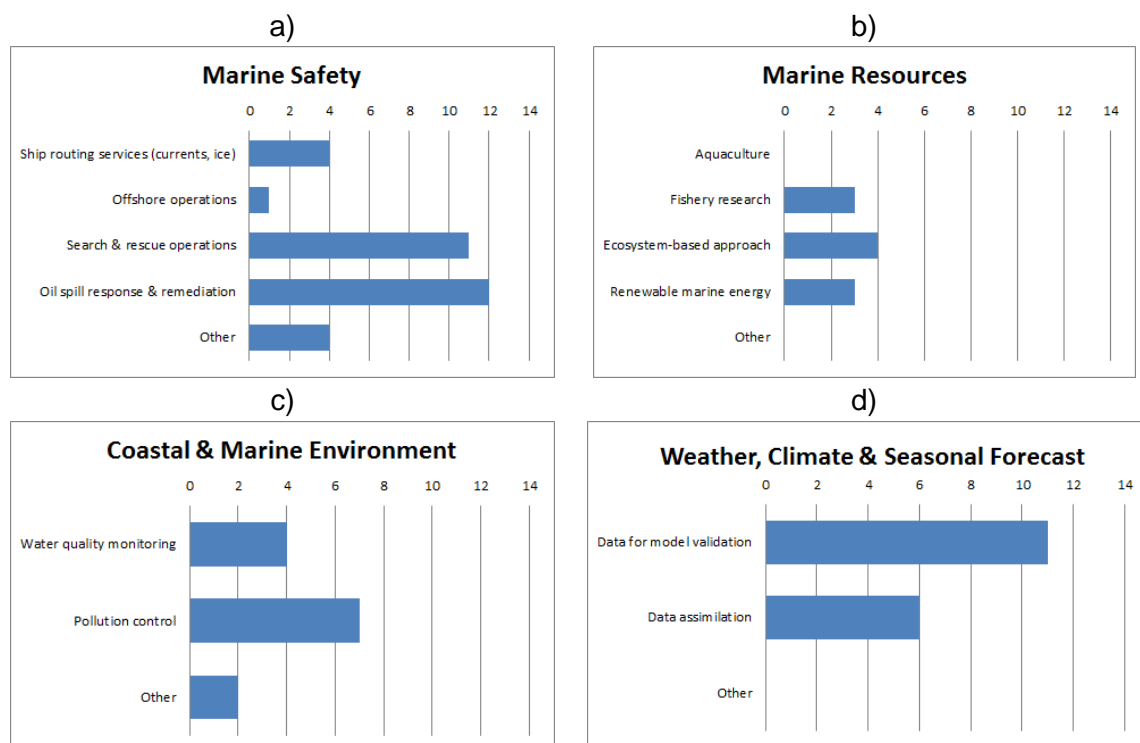 a)
Marine Safety
0 2 4 6 8 10 12 14
Ship routing services (currents, ice)
Offshore operations
Search & rescue operations
Oil spill response & remediation
Other
b)
Marine Resources
0 2 4 6 8 10 12 14
Aquaculture
Fishery research
Ecosystem-based approach
Renewable marine energy
Other
c)
Coastal & Marine Environment
0 2 4 6 8 10 12 14
Water quality monitoring
Pollution control
Other
d)
Weather, Climate & Seasonal Forecast
0 2 4 6 8 10 12 14
Data for model validation
Data assimilation
Other